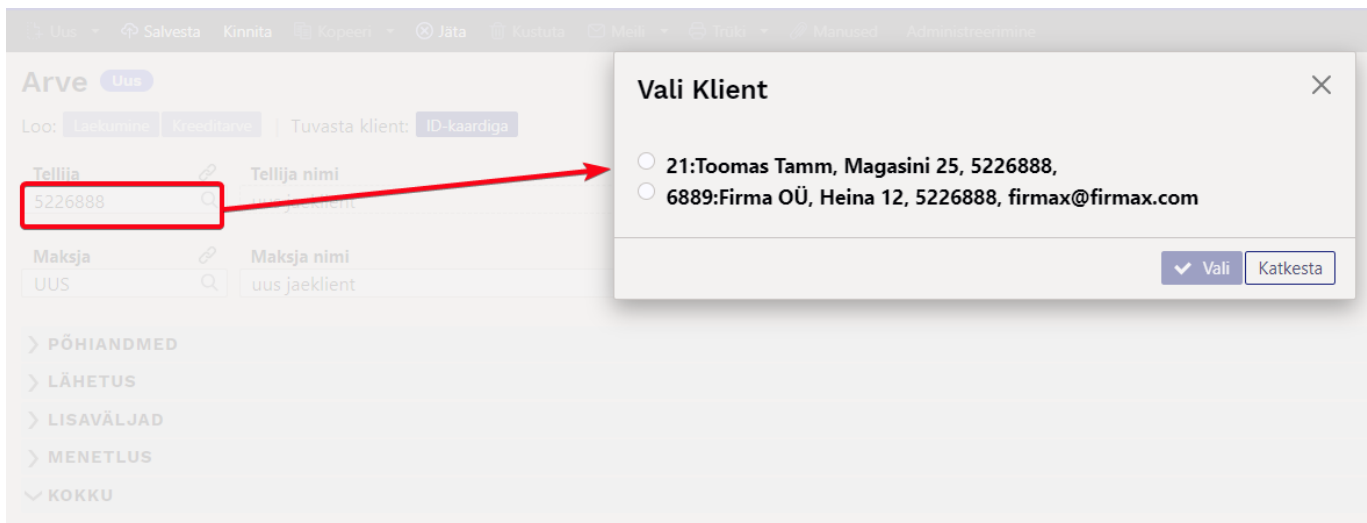 Uus Salvesta Kinnita Kopeeri Jäta Kustuta Meili Trüki Manused Administreerimine
Arve Uus
Loo: Laekumine Kreeditarve Tuvasta klient: ID-kaardiga
Tellija Tellija nimi
5226888 uus jaeklient
Maksja Maksja nimi
UUS uus jaeklient
PÕHIANDMED
LÄHETUS
LISAVÄLJAD
MENETLUS
KOKKU
Vali Klient
21:Toomas Tamm, Magasini 25, 5226888,
6889:Firma OÜ, Heina 12, 5226888, firmax@firmax.com
Vali Katkesta